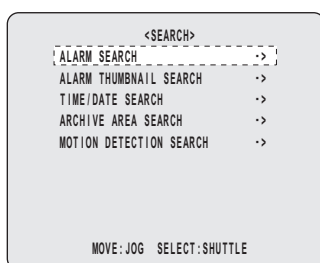 <SEARCH>
ALARM SEARCH ->
ALARM THUMBNAIL SEARCH ->
TIME/DATE SEARCH ->
ARCHIVE AREA SEARCH ->
MOTION DETECTION SEARCH ->
MOVE:JOG SELECT:SHUTTLE